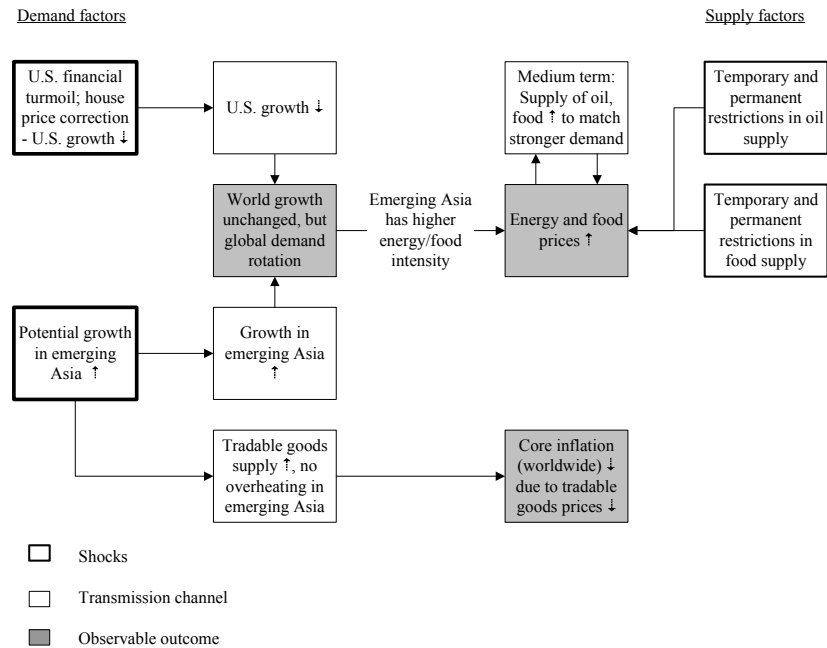 Demand factors
Supply factors
U.S. financial
turmoil; house
price correction
- U.S. growth ⇣
U.S. growth ⇣
Medium term:
Supply of oil,
food ⇡ to match
stronger demand
Temporary and
permanent
restrictions in oil
supply
World growth
unchanged, but
global demand
rotation
Emerging Asia
has higher
energy/food
intensity
Energy and food
prices ⇡
Temporary and
permanent
restrictions in
food supply
Potential growth
in emerging
Asia ⇡
Growth in
emerging Asia
⇡
Tradable goods
supply ⇡, no
overheating in
emerging Asia
Core inflation
(worldwide) ⇣
due to tradable
goods prices ⇣
Shocks
Transmission channel
Observable outcome